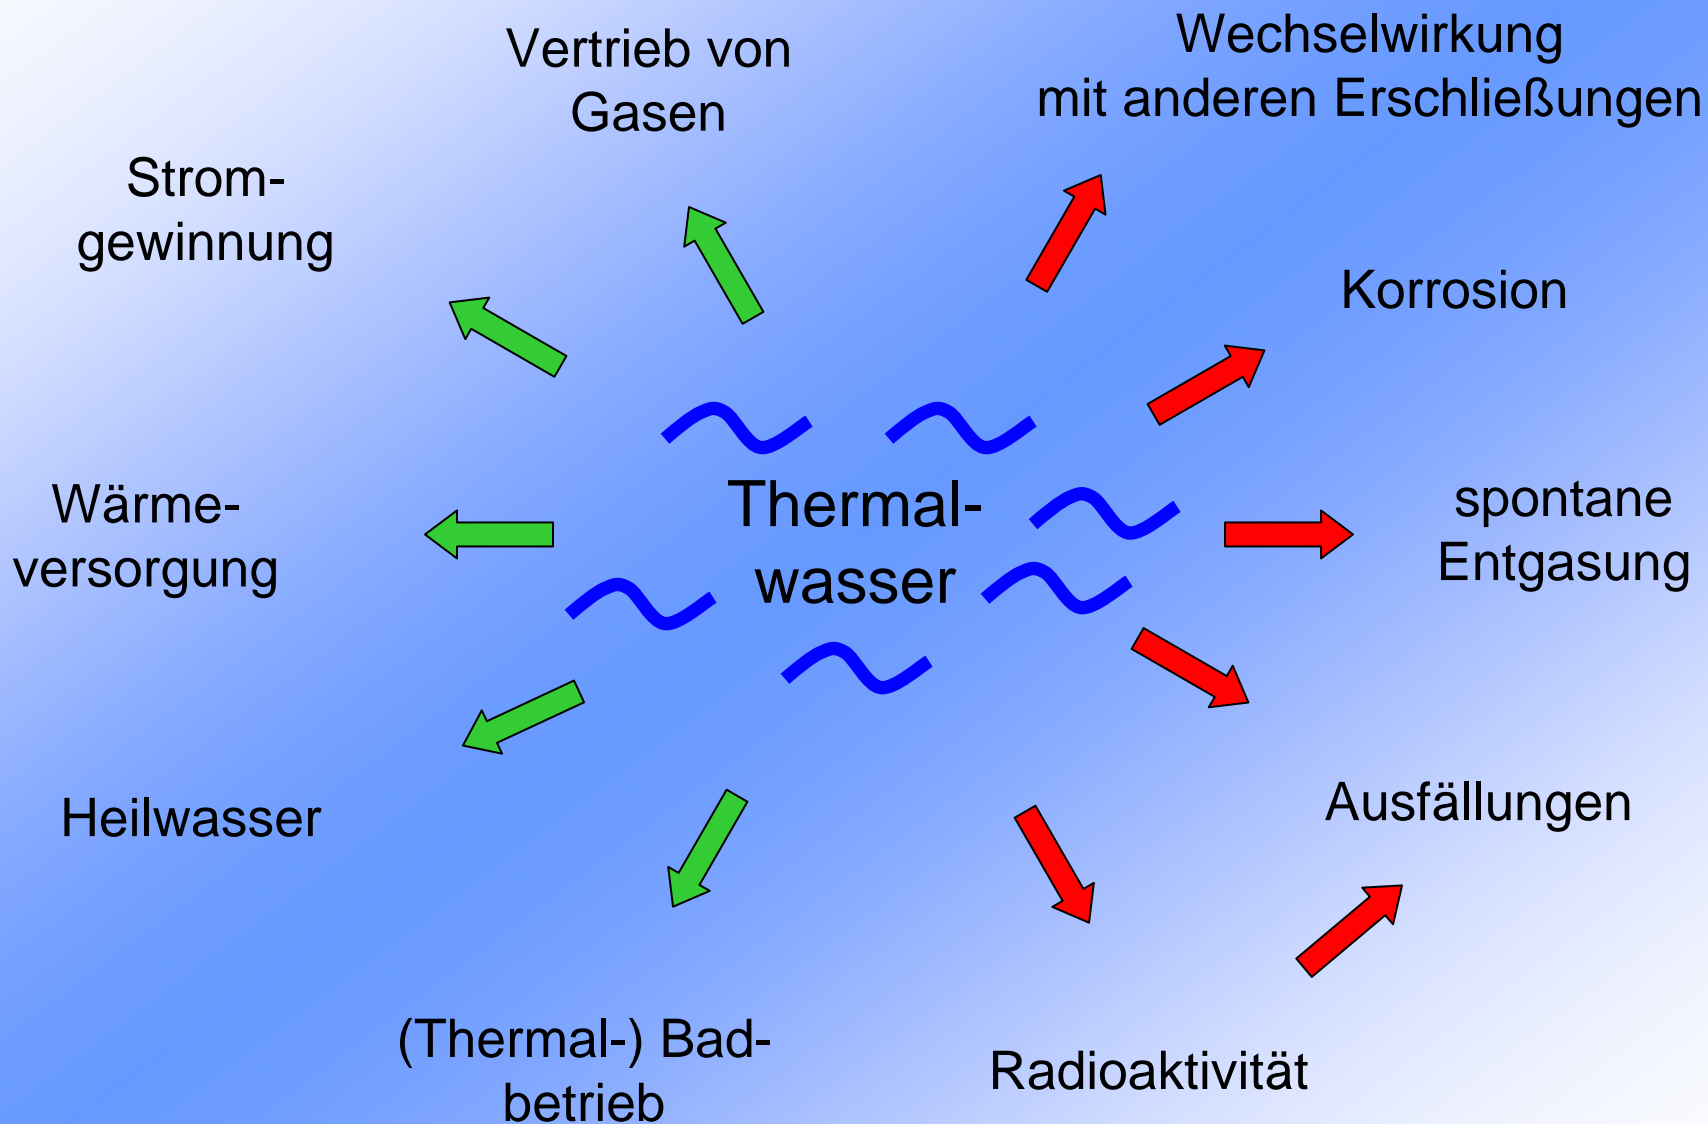 Vertrieb von
Gasen
Wechselwirkung
mit anderen Erschließungen
Strom-
gewinnung
Korrosion
Wärme-
versorgung
Thermal-
wasser
spontane
Entgasung
Heilwasser
Ausfällungen
(Thermal-) Bad-
betrieb
Radioaktivität